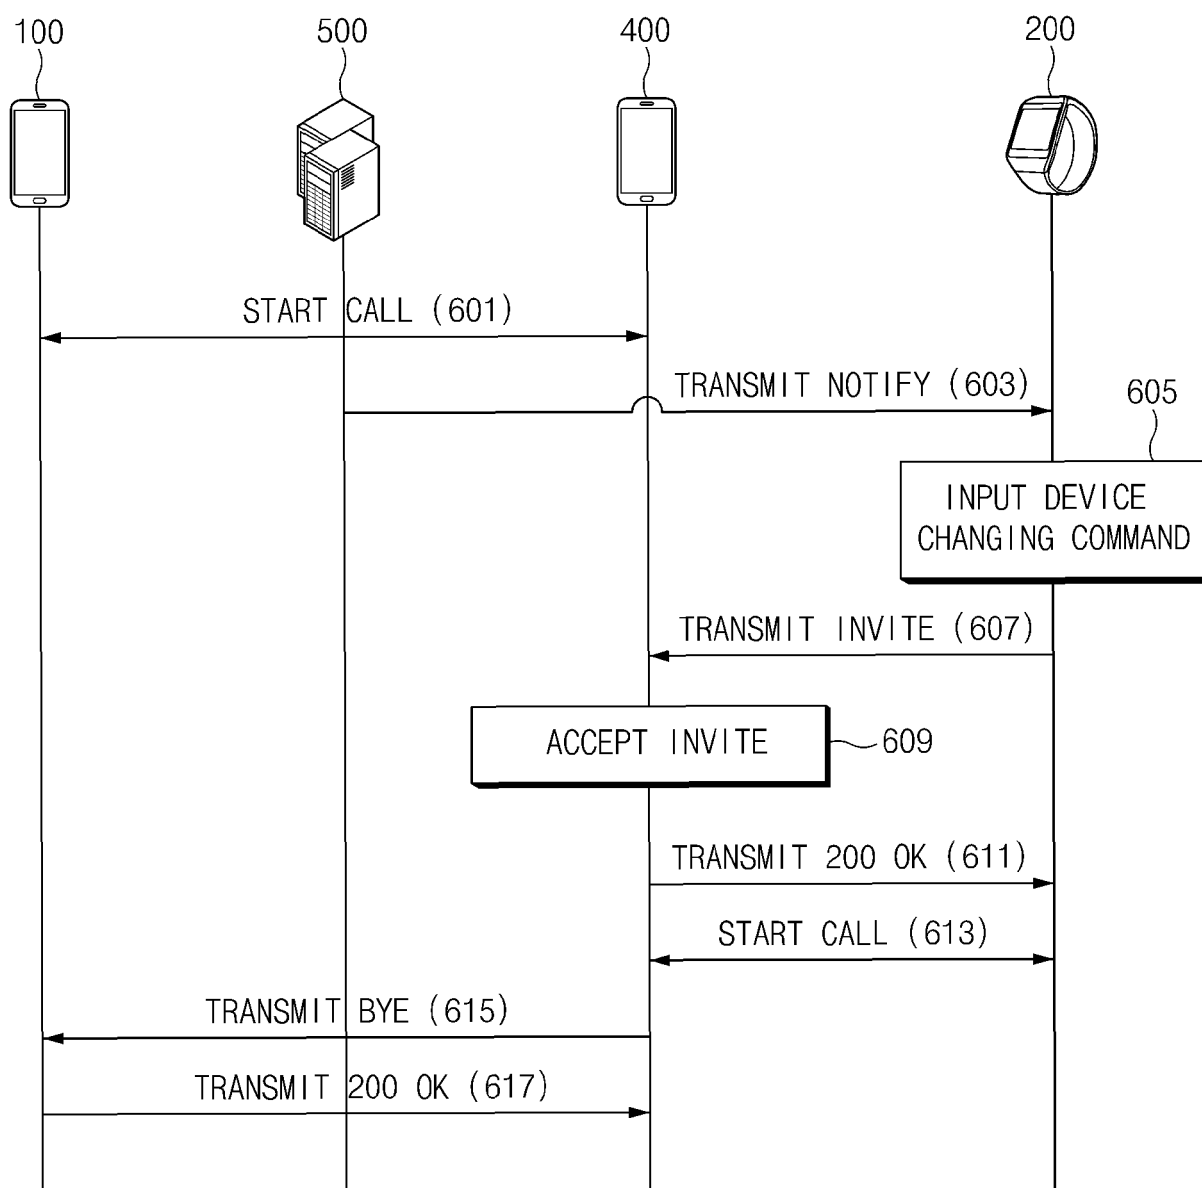 100 500 400 200
START CALL (601)
TRANSMIT NOTIFY (603)
605
INPUT DEVICE
CHANGING COMMAND
TRANSMIT INVITE (607)
ACCEPT INVITE
609
TRANSMIT 200 OK (611)
START CALL (613)
TRANSMIT BYE (615)
TRANSMIT 200 OK (617)